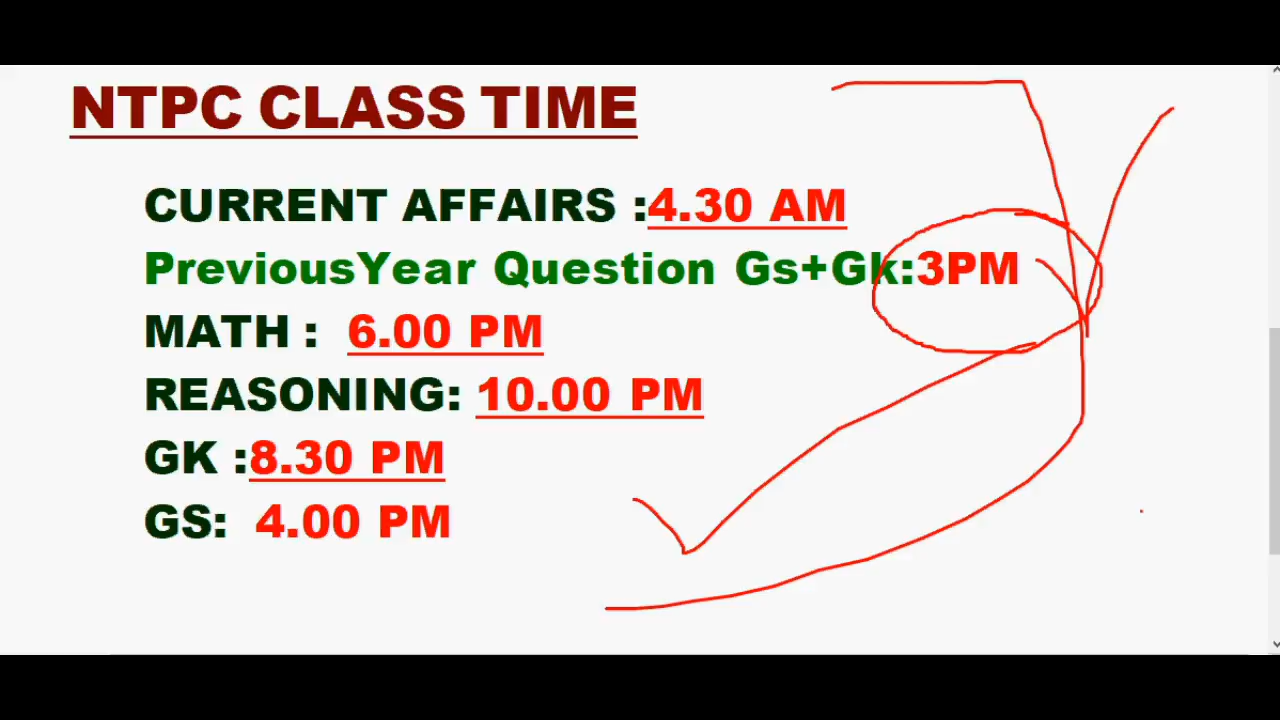 NTPC CLASS TIME
CURRENT AFFAIRS :4.30 AM
PreviousYear Question Gs+Gk:3PM
MATH : 6.00 PM
REASONING: 10.00 PM
GK :8.30 PM
GS: 4.00 PM